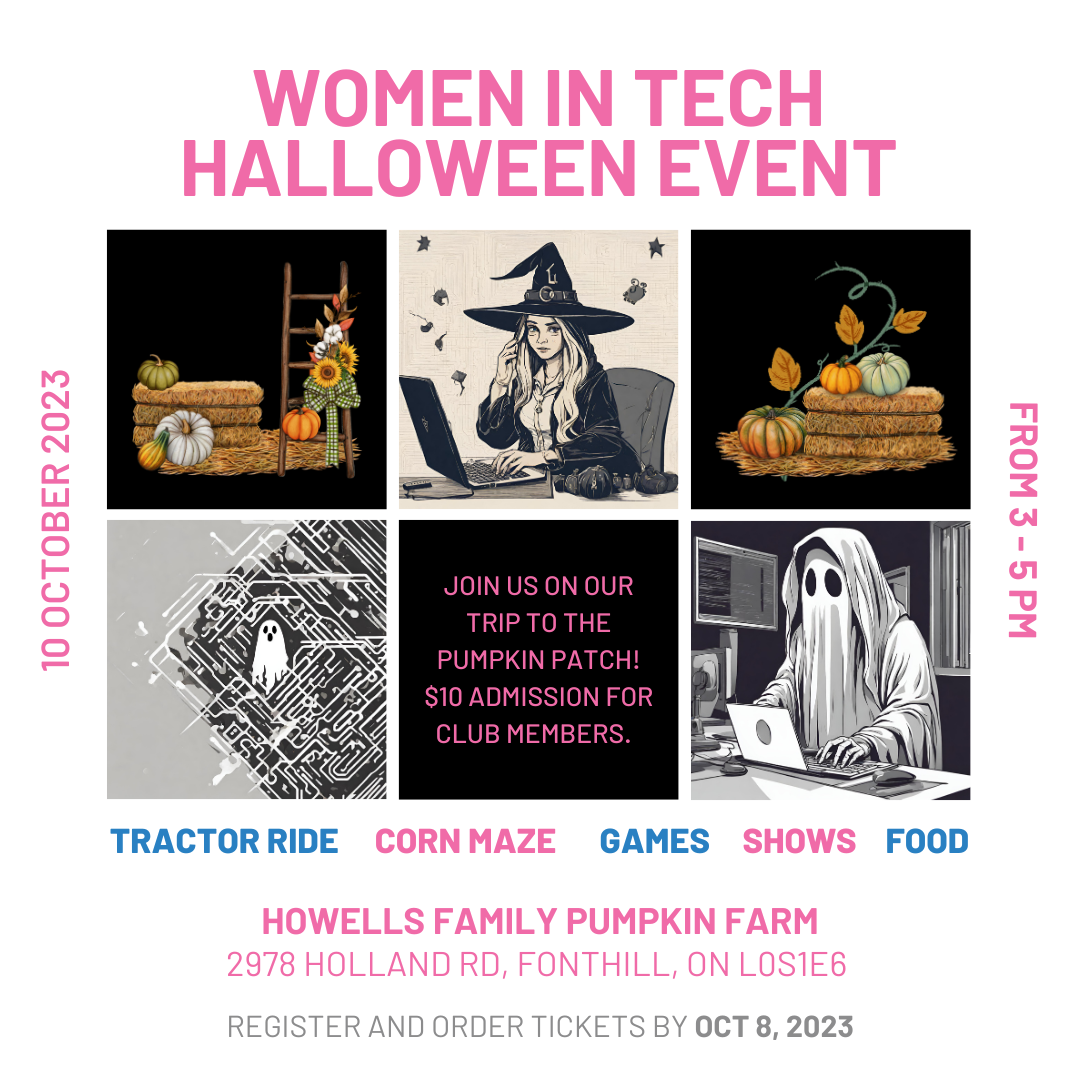 WOMEN IN TECH
HALLOWEEN EVENT
10 OCTOBER 2023
FROM 3 - 5 PM
JOIN US ON OUR
TRIP TO THE
PUMPKIN PATCH!
$10 ADMISSION FOR
CLUB MEMBERS.
TRACTOR RIDE CORN MAZE GAMES SHOWS FOOD
HOWELLS FAMILY PUMPKIN FARM
2978 HOLLAND RD, FONTHILL, ON L0S1E6
REGISTER AND ORDER TICKETS BY OCT 8, 2023